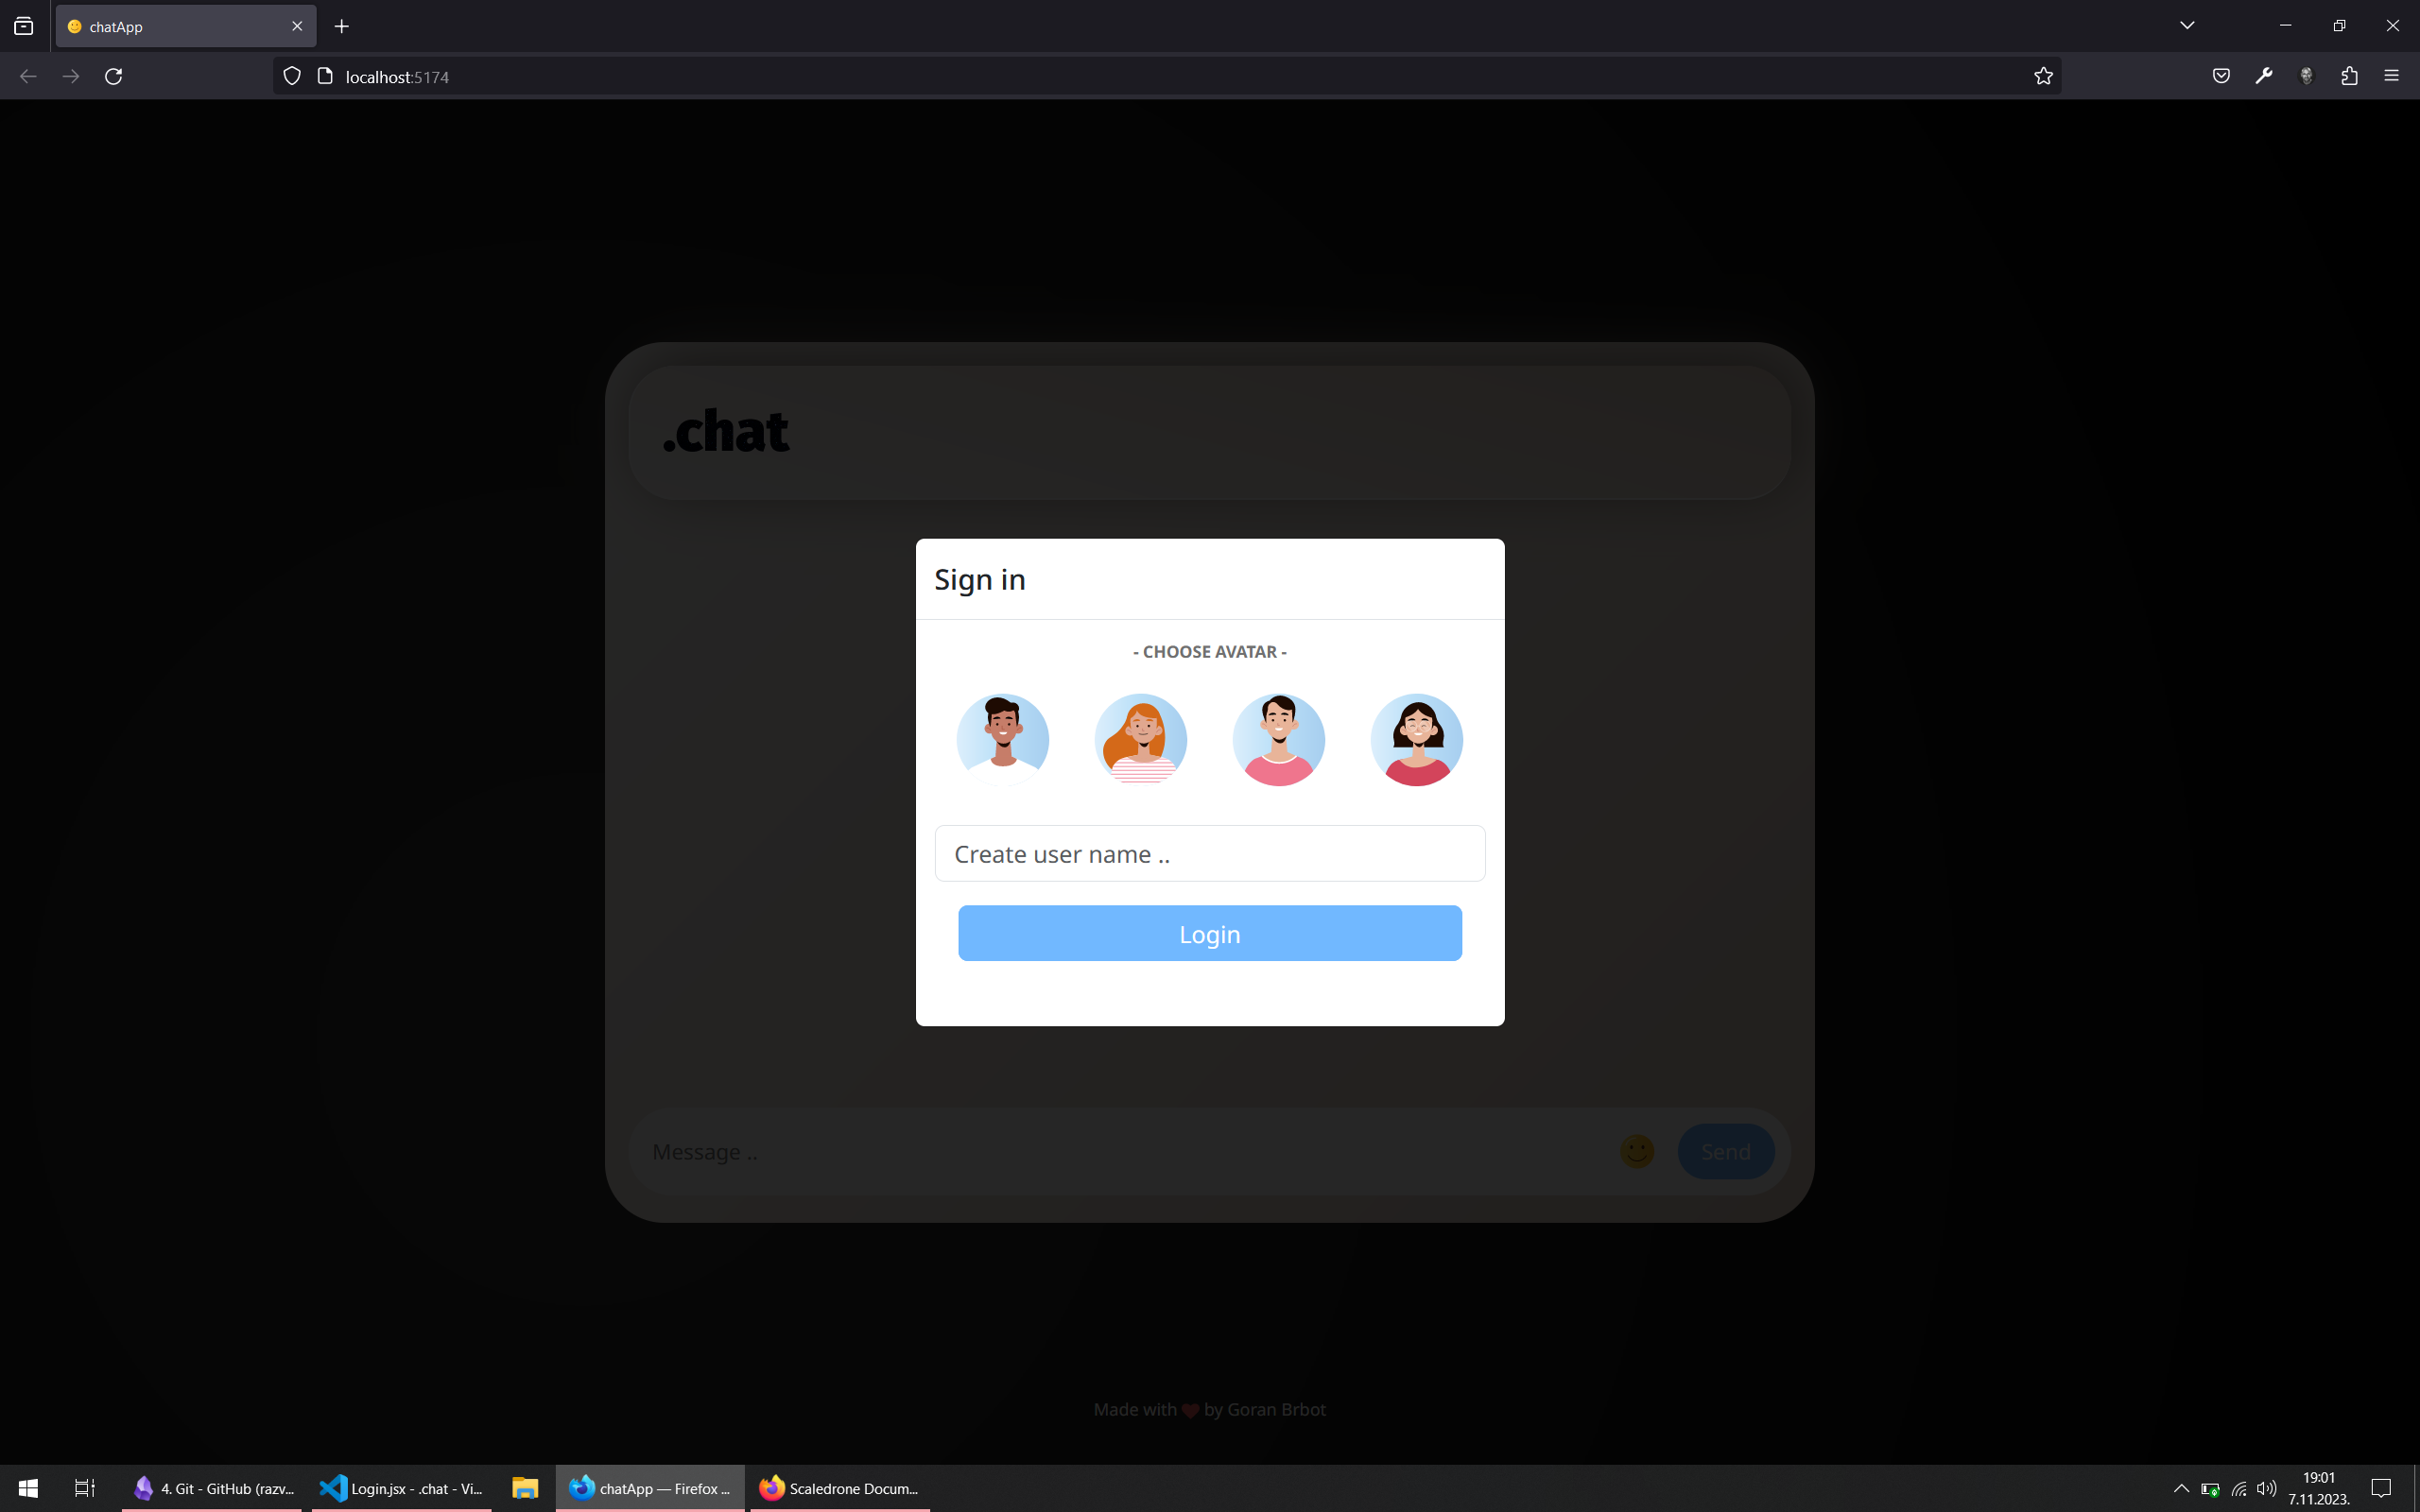 chatApp
localhost:5174
.chat
Sign in
- CHOOSE AVATAR -
Create user name ..
Login
Message ..
Send
Made with ❤ by Goran Brbot
4. Git - GitHub (razv...
Login.jsx - .chat - Vi...
chatApp — Firefox ...
Scaledrone Docum...
19:01
7.11.2023.